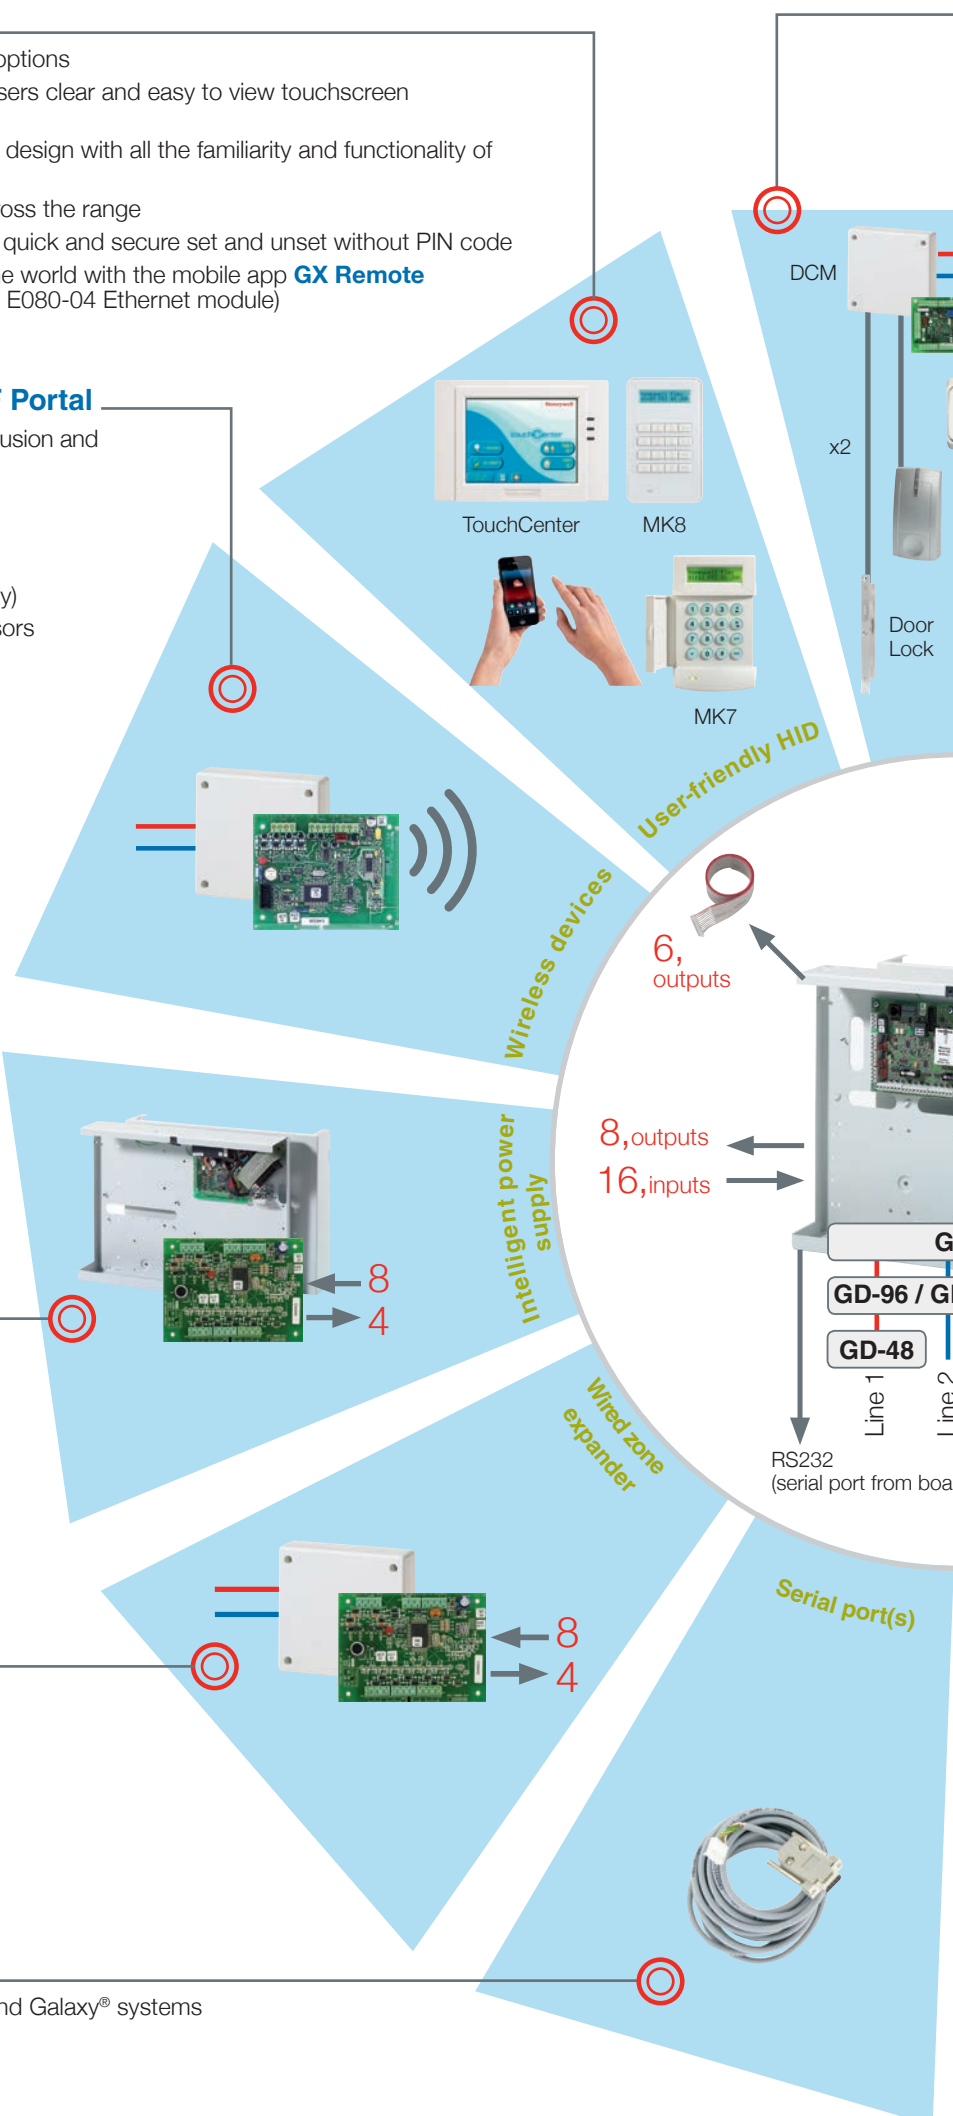 options
sers clear and easy to view touchscreen
design with all the familiarity and functionality of
ross the range
quick and secure set and unset without PIN code
e world with the mobile app GX Remote
E080-04 Ethernet module)
Portal
usion and
y)
sors
DCM
x2
Door
Lock
Honeywell
TouchCenter
TouchCenter
MK8
MK7
User-friendly HID
Wireless devices
6,
outputs
8,outputs
16,inputs
Intelligent power
supply
8
4
G
GD-96 / G
GD-48
Line 1
Line 2
RS232
(serial port from boa
Wired zone
expander
8
4
Serial port(s)
nd Galaxy® systems